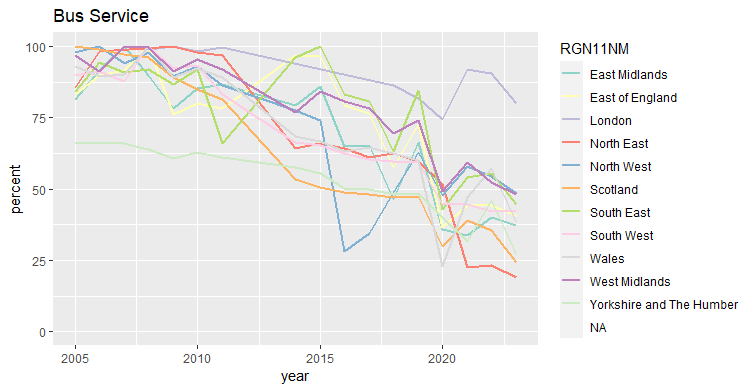 Bus Service
100
75
50
25
0
percent
2005
2010
2015
2020
year
RGN11NM
East Midlands
East of England
London
North East
North West
Scotland
South East
South West
Wales
West Midlands
Yorkshire and The Humber
NA